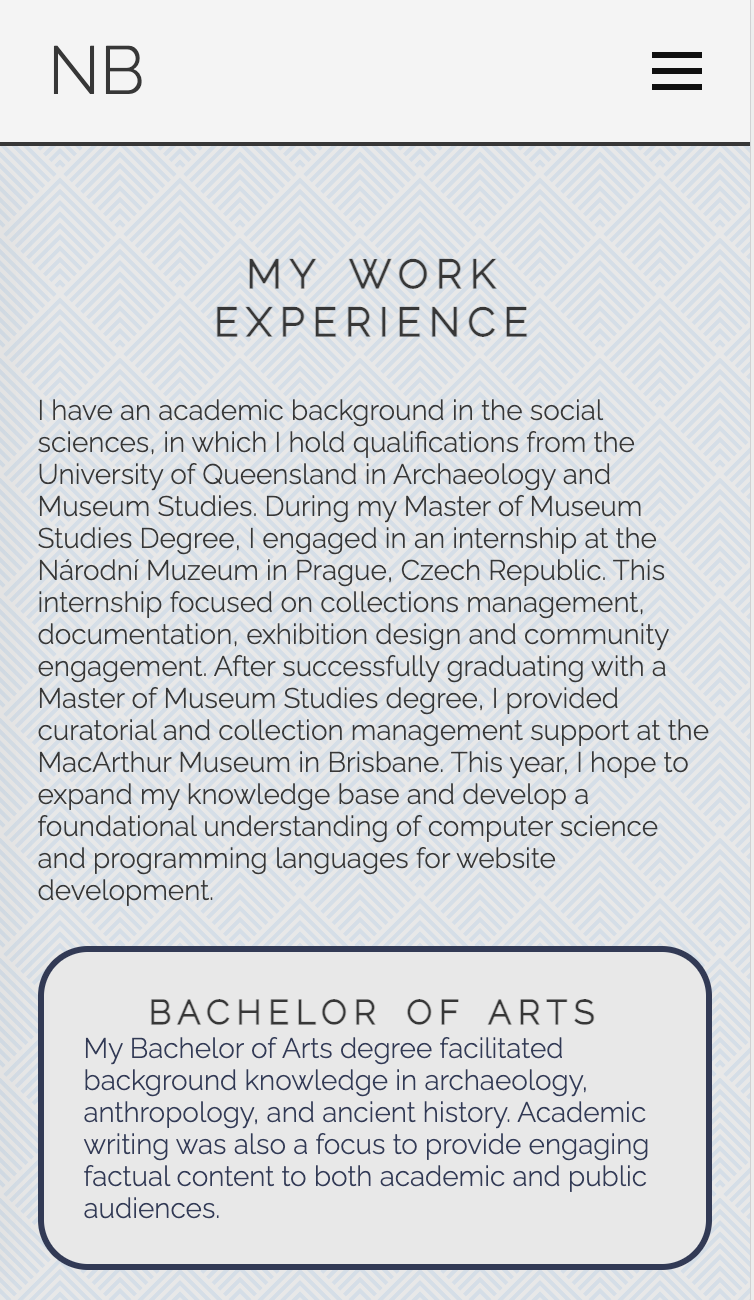 NB
MY WORK
EXPERIENCE
I have an academic background in the social
sciences, in which I hold qualifications from the
University of Queensland in Archaeology and
Museum Studies. During my Master of Museum
Studies Degree, I engaged in an internship at the
Národní Muzeum in Prague, Czech Republic. This
internship focused on collections management,
documentation, exhibition design and community
engagement. After successfully graduating with a
Master of Museum Studies degree, I provided
curatorial and collection management support at the
MacArthur Museum in Brisbane. This year, I hope to
expand my knowledge base and develop a
foundational understanding of computer science
and programming languages for website
development.
BACHELOR OF ARTS
My Bachelor of Arts degree facilitated
background knowledge in archaeology,
anthropology, and ancient history. Academic
writing was also a focus to provide engaging
factual content to both academic and public
audiences.